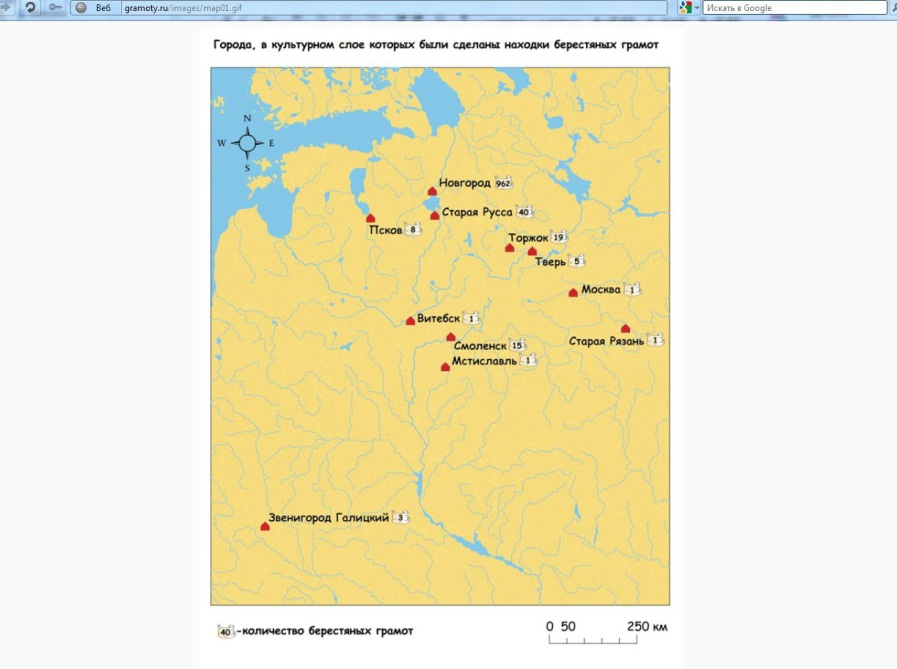 Веб
gramoty.ru/images/map01.gif
Искать в Google
Города, в культурном слое которых были сделаны находки берестяных грамот
N
W E
S
Новгород 962
Старая Русса 40
Псков 8
Торжок 19
Тверь 5
Москва 1
Витебск 1
Старая Рязань 1
Смоленск 15
Мстиславль 1
Звенигород Галицкий 3
40 -количество берестяных грамот
0 50 250 км